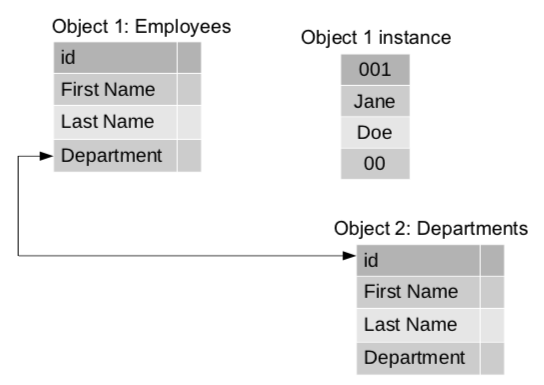 Object 1: Employees
id
First Name
Last Name
Department
Object 1 instance
001
Jane
Doe
00
Object 2: Departments
id
First Name
Last Name
Department